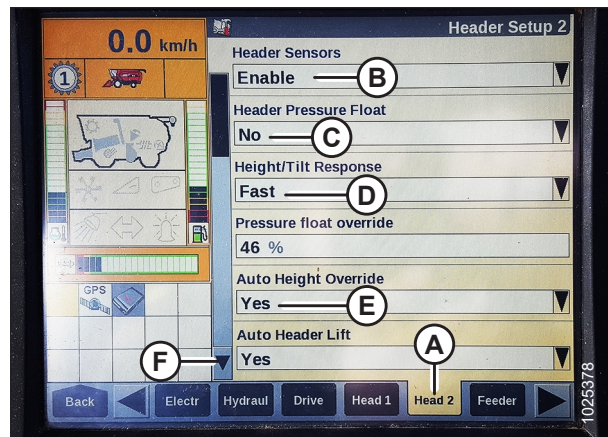 Header Setup 2
0.0 km/h
1
Header Sensors
Enable
B
Header Pressure Float
No
C
Height/Tilt Response
Fast
D
Pressure float override
46 %
GPS
Auto Height Override
Yes
E
Auto Header Lift
Yes
A
F
Back
Electr
Hydraul
Drive
Head 1
Head 2
Feeder
1025378